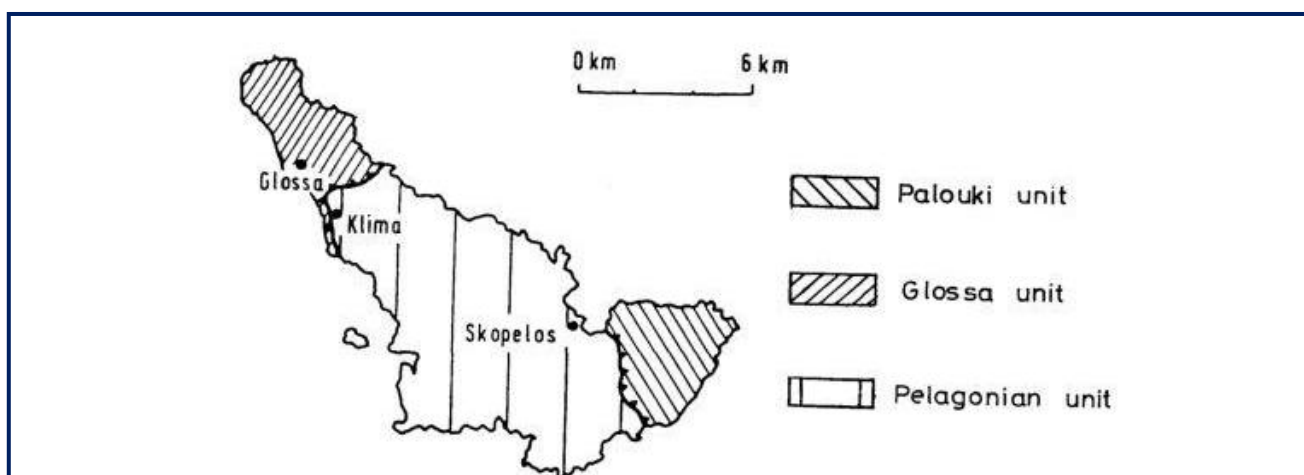 0 km 6 km
Glossa
Klima
Skopelos
Palouki unit
Glossa unit
Pelagonian unit